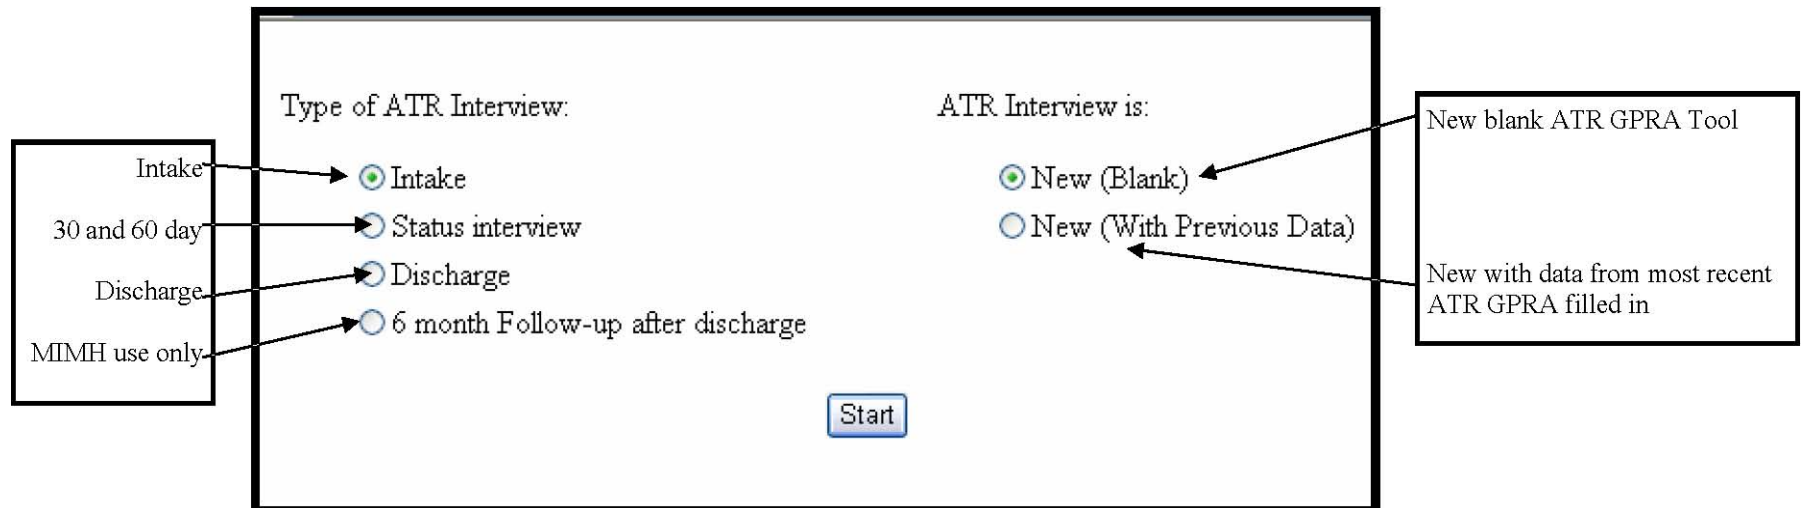 Type of ATR Interview:
Intake
Status interview
Discharge
6 month Follow-up after discharge
ATR Interview is:
New (Blank)
New (With Previous Data)
Start
Intake
30 and 60 day
Discharge
MIMH use only
New blank ATR GPRA Tool
New with data from most recent
ATR GPRA filled in